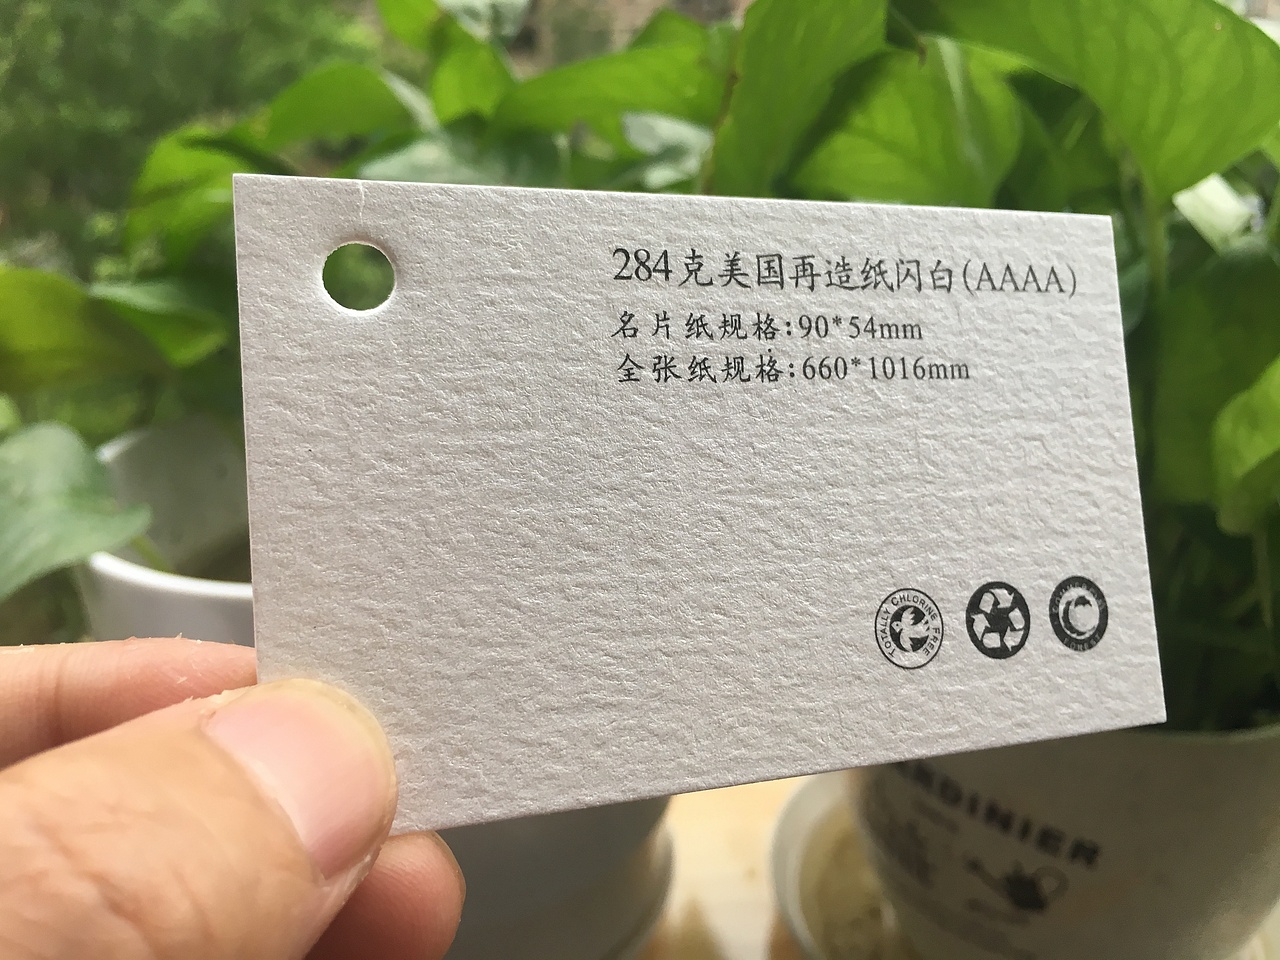 284克美国再造纸闪白(AAAA)
名片纸规格:90*54mm
全张纸规格:660*1016mm
TOTALLY CHLORINE FREE